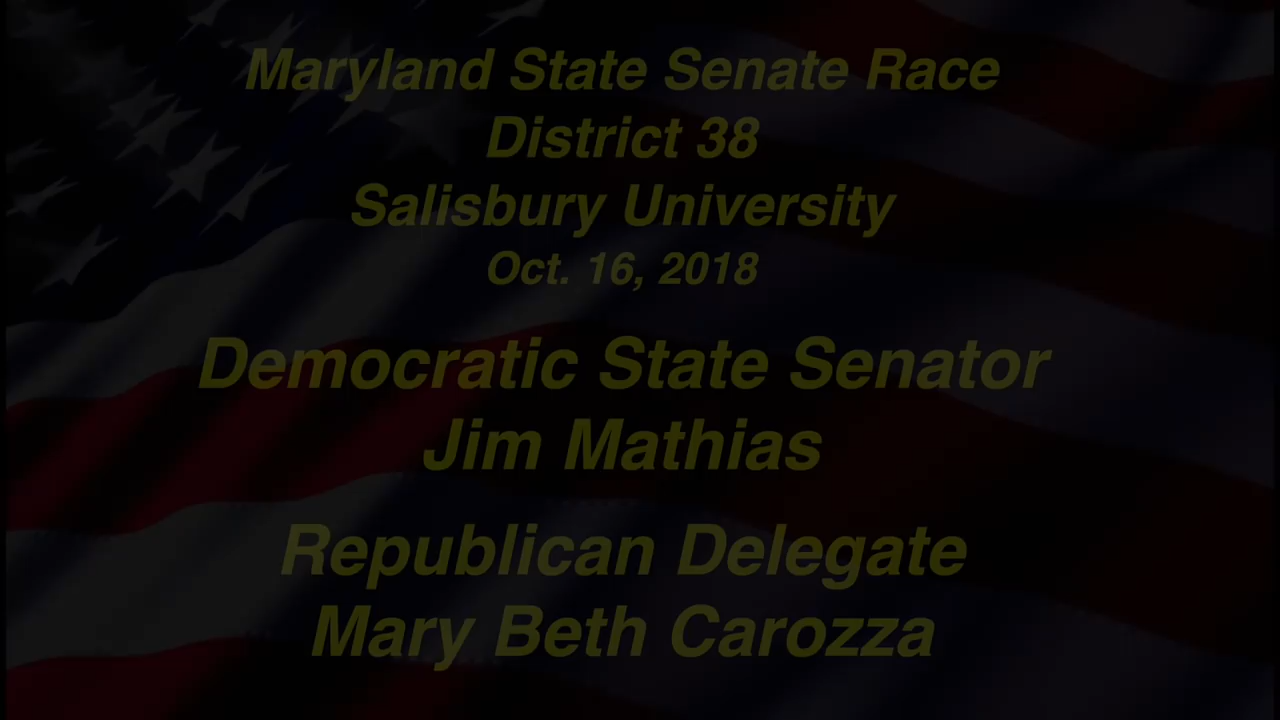 Maryland State Senate Race
District 38
Salisbury University
Oct. 16, 2018
Democratic State Senator
Jim Mathias
Republican Delegate
Mary Beth Carozza